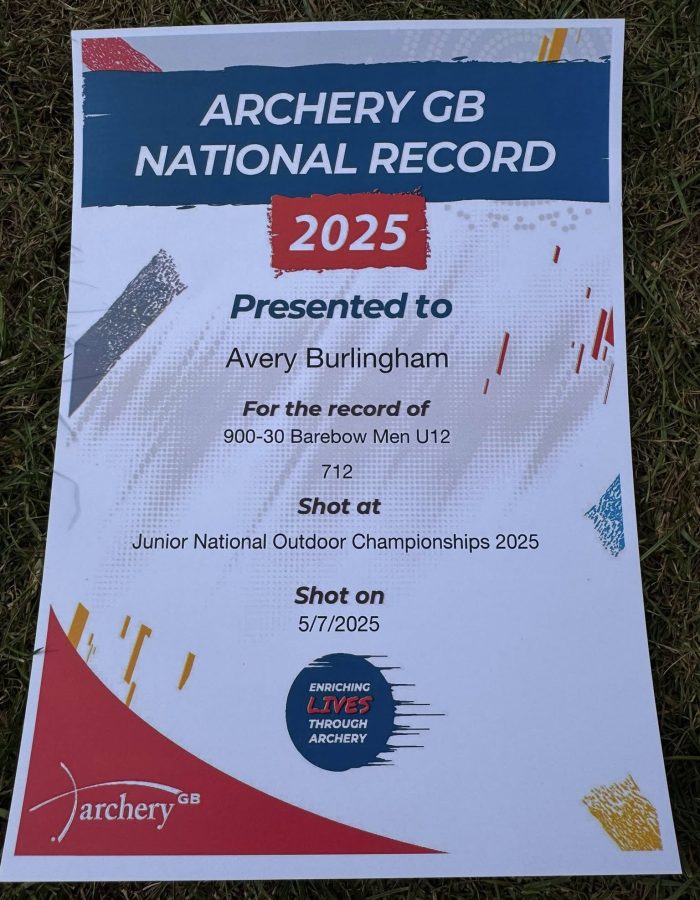 ARCHERY GB
NATIONAL RECORD
2025
Presented to
Avery Burlingham
For the record of
900-30 Barebow Men U12
712
Shot at
Junior National Outdoor Championships 2025
Shot on
5/7/2025
ENRICHING
LIVES
THROUGH
ARCHERY
archery GB